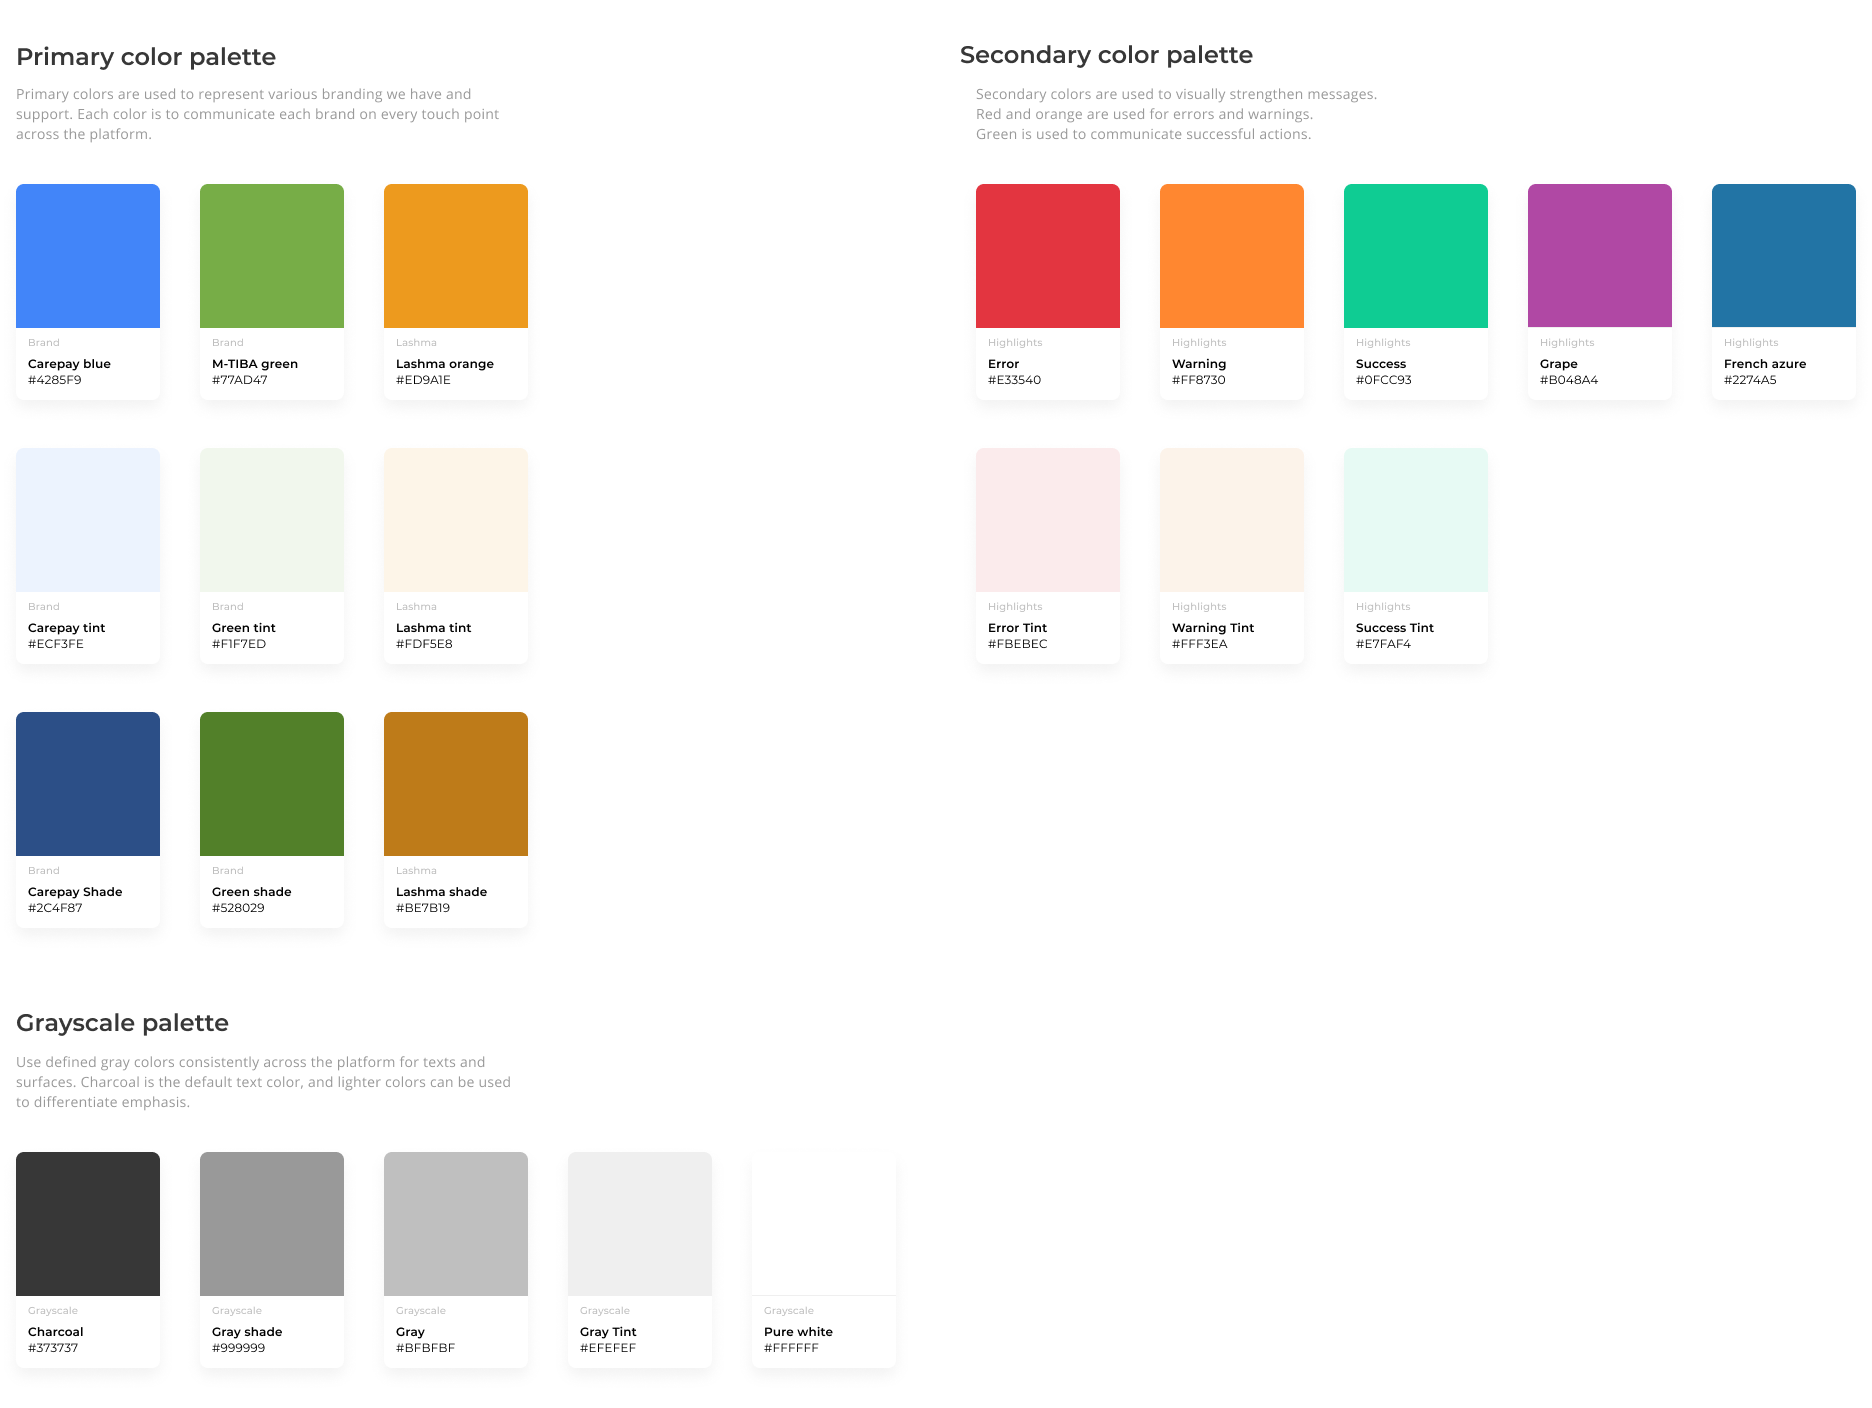 Primary color palette
Primary colors are used to represent various branding we have and
support. Each color is to communicate each brand on every touch point
across the platform.
Brand
Carepay blue
#4285F9
Brand
M-TIBA green
#77AD47
Lashma
Lashma orange
#ED9A1E
Brand
Carepay tint
#ECF3FE
Brand
Green tint
#F1F7ED
Lashma
Lashma tint
#FDF5E8
Brand
Carepay Shade
#2C4F87
Brand
Green shade
#528029
Lashma
Lashma shade
#BE7B19
Secondary color palette
Secondary colors are used to visually strengthen messages.
Red and orange are used for errors and warnings.
Green is used to communicate successful actions.
Highlights
Error
#E33540
Highlights
Warning
#FF8730
Highlights
Success
#0FCC93
Highlights
Grape
#B048A4
Highlights
French azure
#2274A5
Highlights
Error Tint
#FBEBEC
Highlights
Warning Tint
#FFF3EA
Highlights
Success Tint
#E7FAF4
Grayscale palette
Use defined gray colors consistently across the platform for texts and
surfaces. Charcoal is the default text color, and lighter colors can be used
to differentiate emphasis.
Grayscale
Charcoal
#373737
Grayscale
Gray shade
#999999
Grayscale
Gray
#BFBFBF
Grayscale
Gray Tint
#EFEFEF
Grayscale
Pure white
#FFFFFF